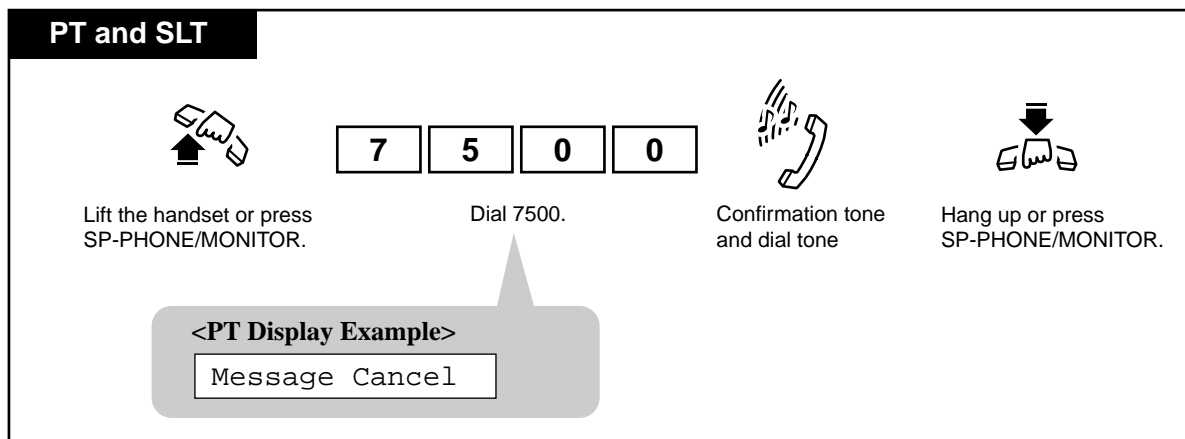 PT and SLT
7 5 0 0
Lift the handset or press
SP-PHONE/MONITOR.
Dial 7500.
Confirmation tone
and dial tone
Hang up or press
SP-PHONE/MONITOR.
<PT Display Example>
Message Cancel